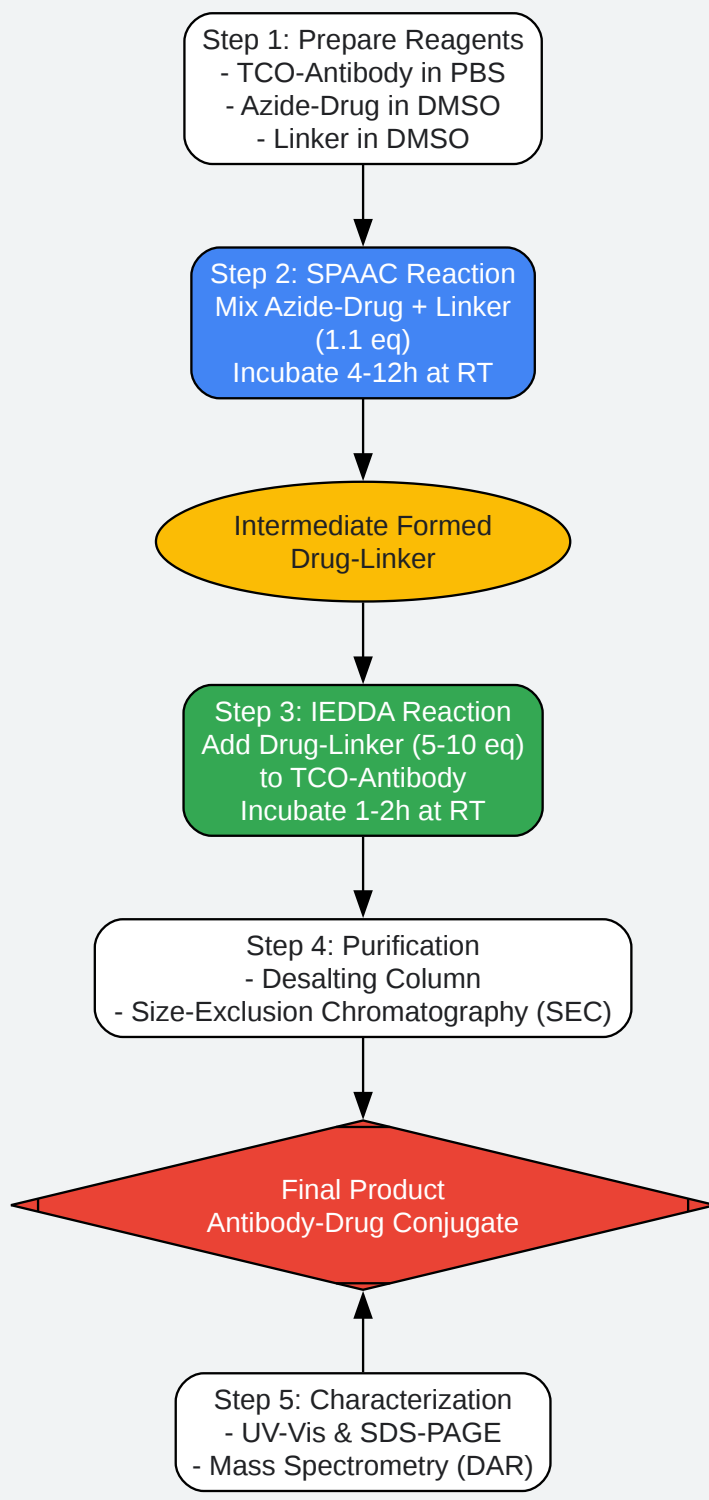 Step 1: Prepare Reagents
- TCO-Antibody in PBS
- Azide-Drug in DMSO
- Linker in DMSO
Step 2: SPAAC Reaction
Mix Azide-Drug + Linker
(1.1 eq)
Incubate 4-12h at RT
Intermediate Formed
Drug-Linker
Step 3: IEDDA Reaction
Add Drug-Linker (5-10 eq)
to TCO-Antibody
Incubate 1-2h at RT
Step 4: Purification
- Desalting Column
- Size-Exclusion Chromatography (SEC)
Final Product
Antibody-Drug Conjugate
Step 5: Characterization
- UV-Vis & SDS-PAGE
- Mass Spectrometry (DAR)